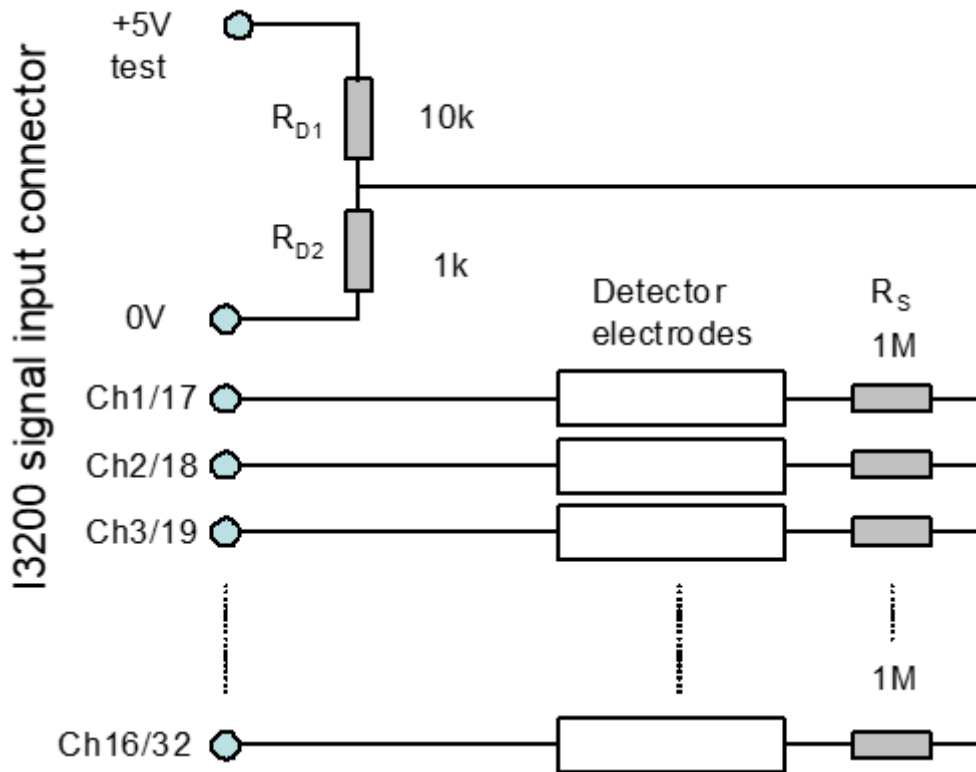 I3200 signal input connector
+5V
test
R_D1 10k
R_D2 1k
0V
Detector
electrodes
R_S
1M
Ch1/17
Ch2/18
Ch3/19
1M
Ch16/32